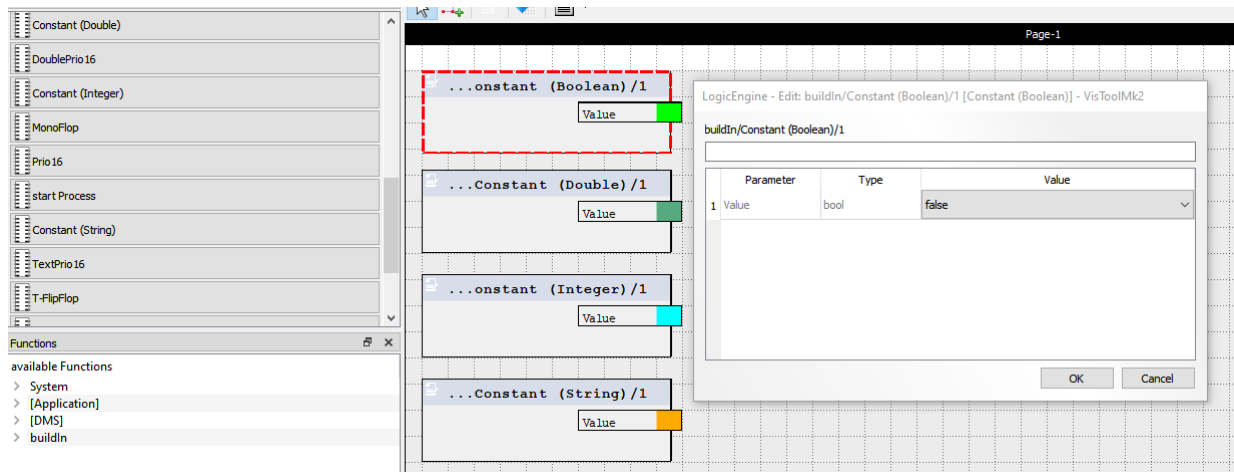 Constant (Double)
DoublePrio16
Constant (Integer)
MonoFlop
Prio16
start Process
Constant (String)
TextPrio16
T-FlipFlop
Functions
available Functions
System
[Application]
[DMS]
buildIn
Page-1
...onstant (Boolean)/1
Value
...Constant (Double)/1
Value
...onstant (Integer)/1
Value
...Constant (String)/1
Value
LogicEngine - Edit: buildIn/Constant (Boolean)/1 [Constant (Boolean)] - VisToolMk2
buildIn/Constant (Boolean)/1
Parameter Type Value
1 Value bool false
OK Cancel